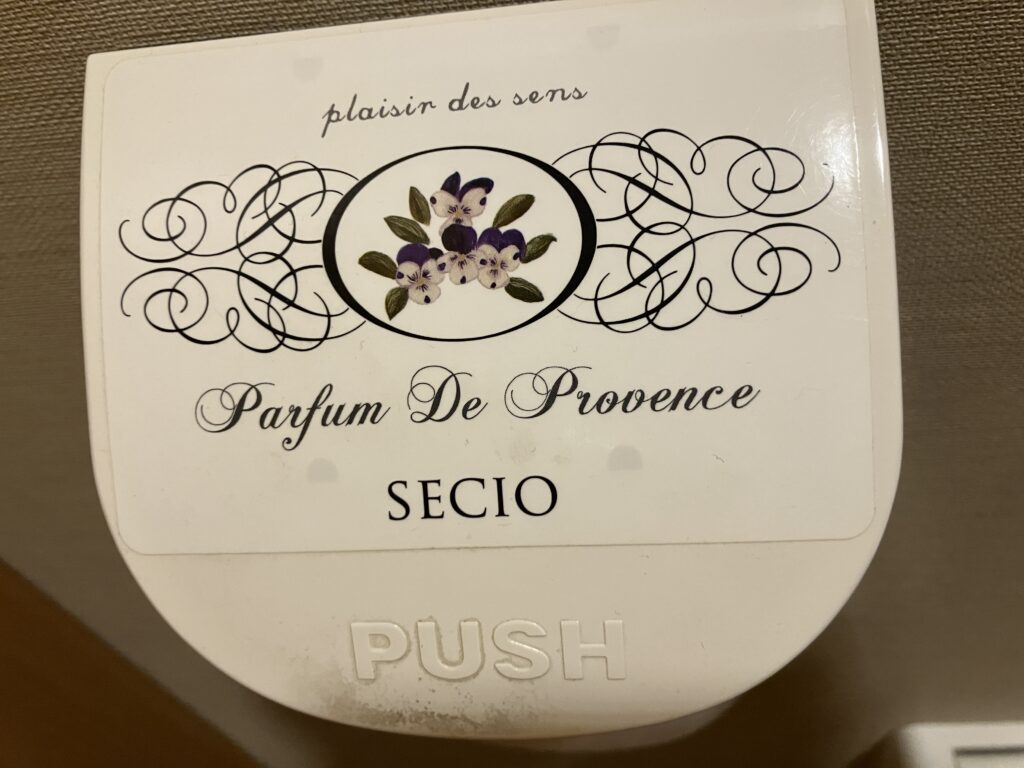 plaisir des sens
Parfum De Provence
SECIO
PUSH